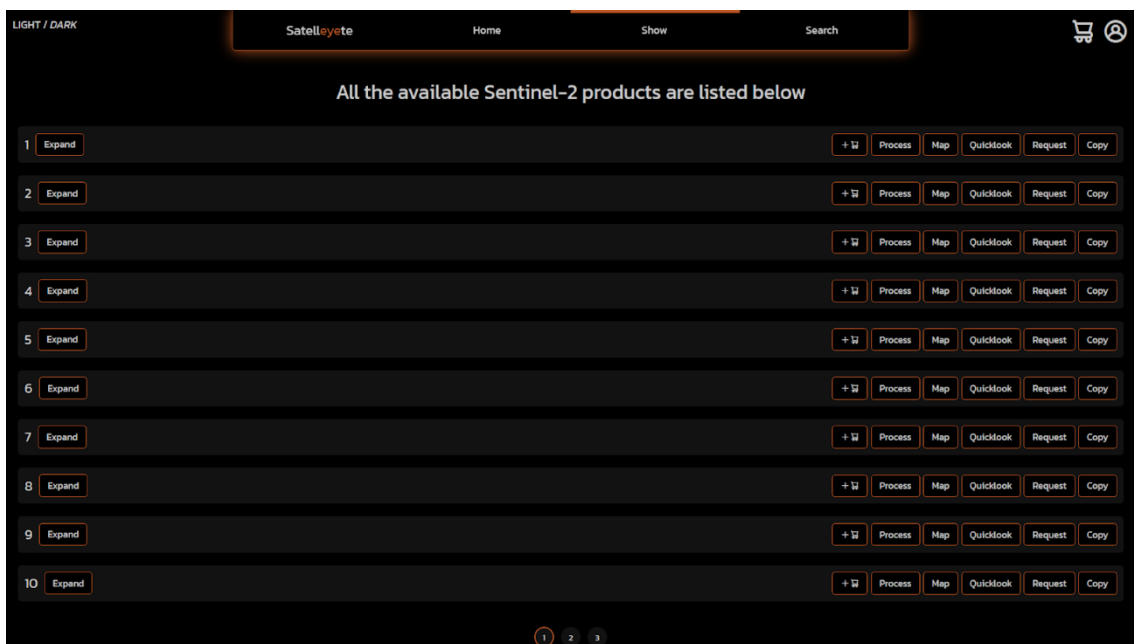 LIGHT / DARK
Satelleyete Home Show Search
All the available Sentinel-2 products are listed below
1 Expand + Process Map Quicklook Request Copy
2 Expand + Process Map Quicklook Request Copy
3 Expand + Process Map Quicklook Request Copy
4 Expand + Process Map Quicklook Request Copy
5 Expand + Process Map Quicklook Request Copy
6 Expand + Process Map Quicklook Request Copy
7 Expand + Process Map Quicklook Request Copy
8 Expand + Process Map Quicklook Request Copy
9 Expand + Process Map Quicklook Request Copy
10 Expand + Process Map Quicklook Request Copy
1 2 3